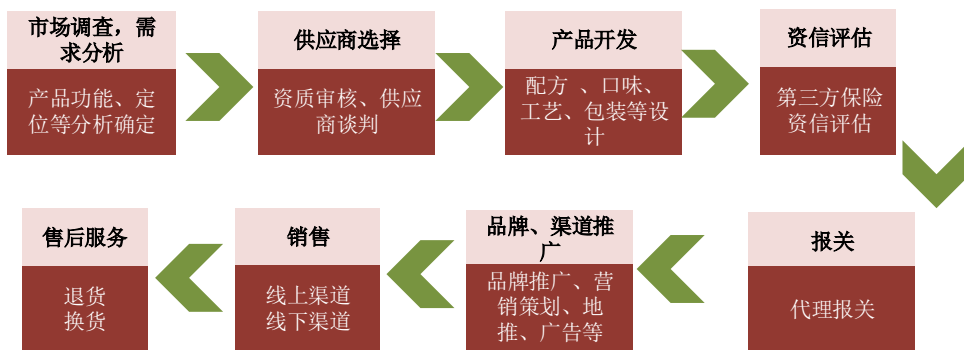 市场调查，需
求分析
产品功能、定
位等分析确定
供应商选择
资质审核、供应
商谈判
产品开发
配方 、口味、
工艺、包装等设
计
资信评估
第三方保险
资信评估
报关
代理报关
品牌、渠道推
广
品牌推广、营
销策划、地
推、广告等
销售
线上渠道
线下渠道
售后服务
退货
换货